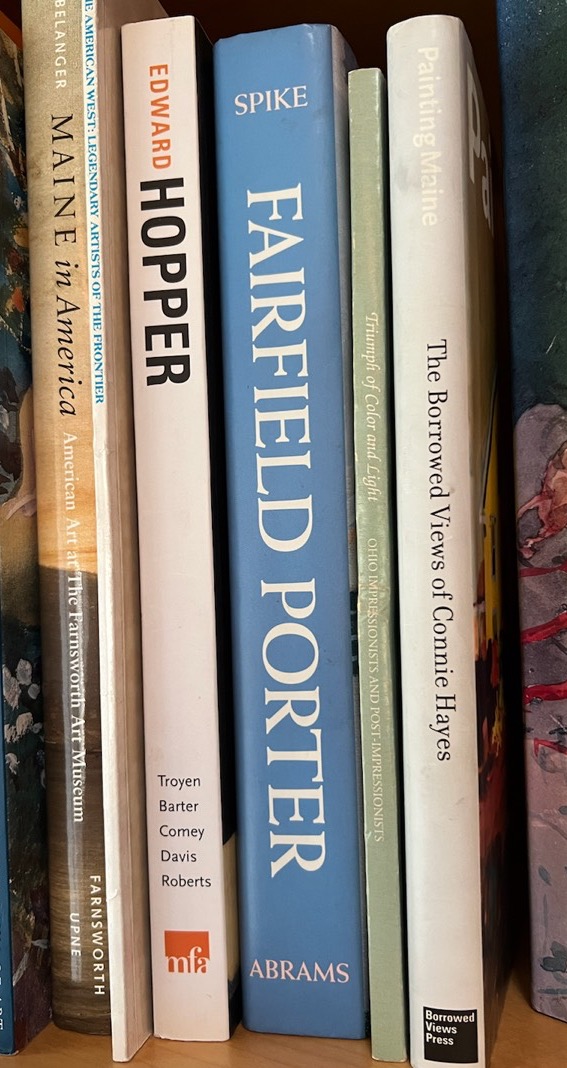 BELANGER
MAINE in America
American Art at The Farnsworth Art Museum
FARNSWORTH
UPNE
E AMERICAN WEST: LEGENDARY ARTISTS OF THE FRONTIER
EDWARD
HOPPER
Troyen
Barter
Comey
Davis
Roberts
mfa
SPIKE
FAIRFIELD PORTER
ABRAMS
Triumph of Color and Light
OHIO IMPRESSIONISTS AND POST-IMPRESSIONISTS
Painting Maine
The Borrowed Views of Connie Hayes
Borrowed
Views
Press
Pa